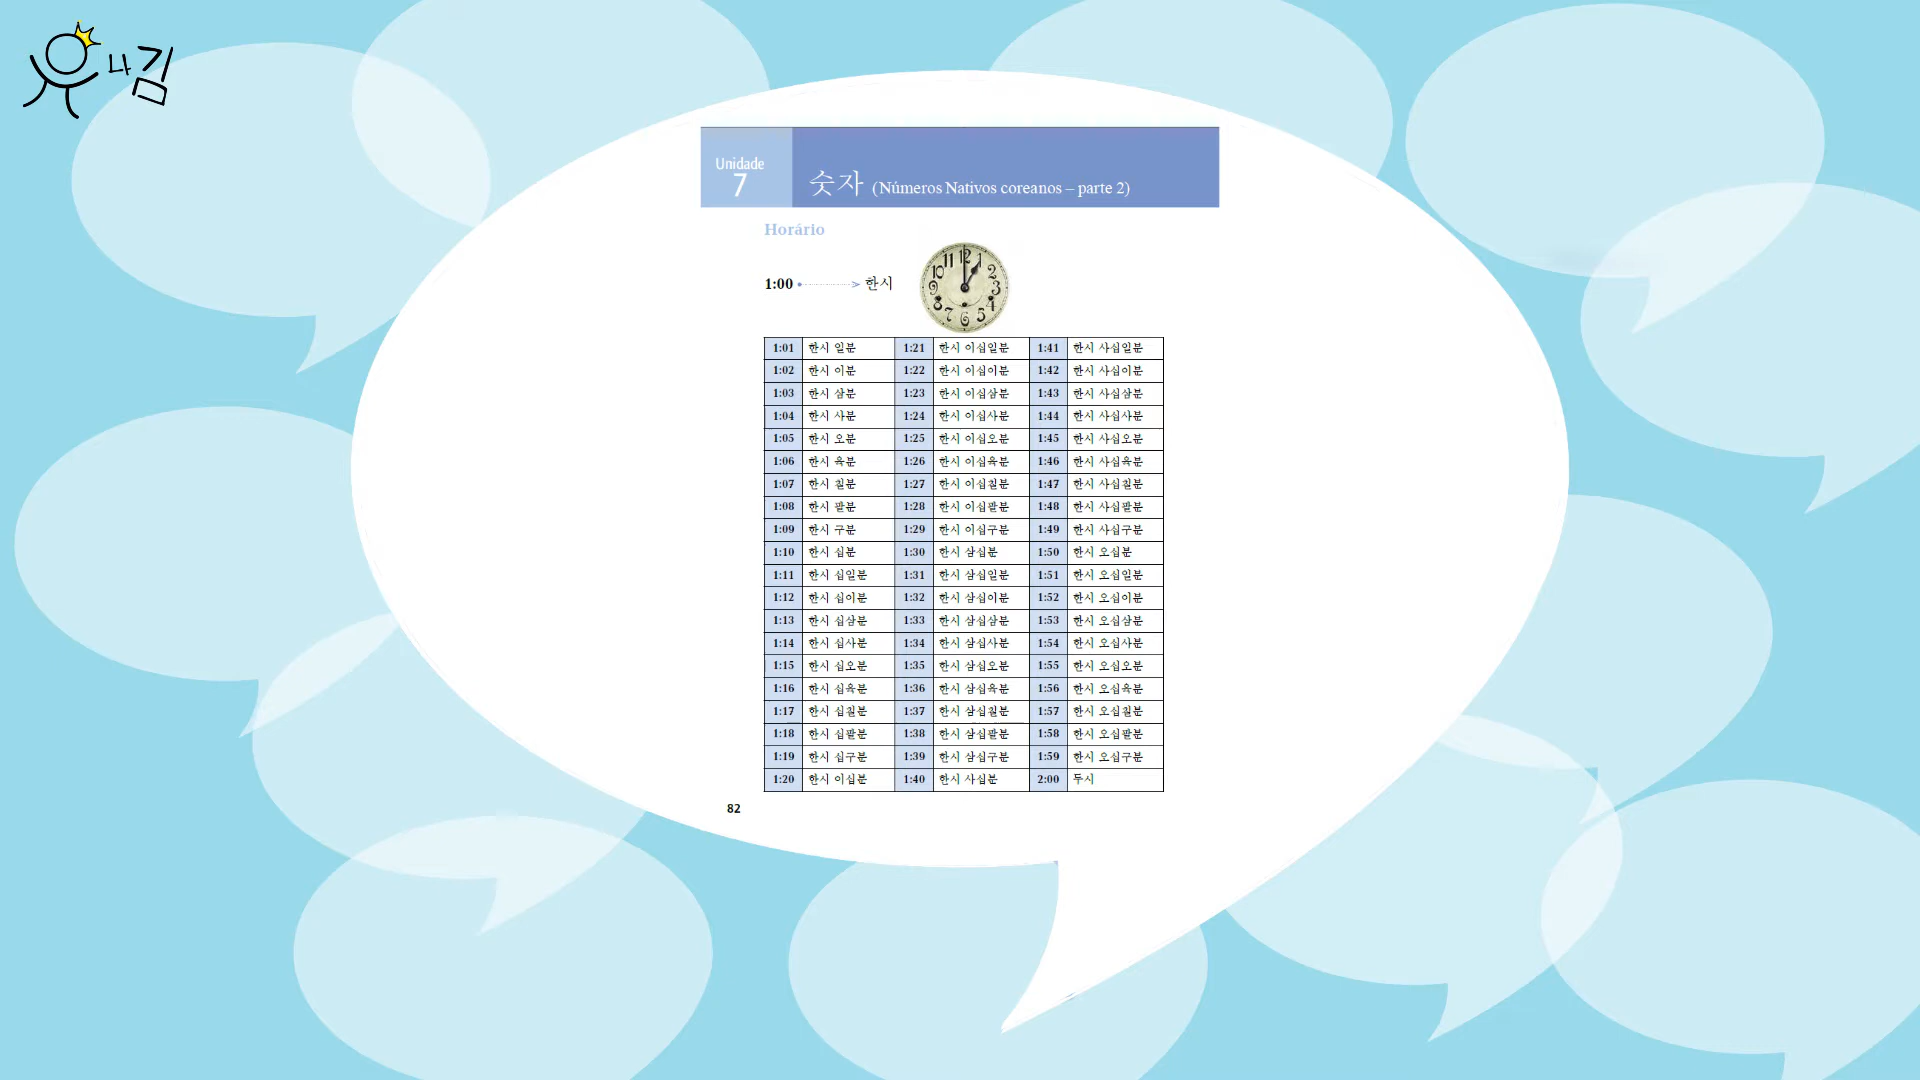 유나김
Unidade
7
숫자 (Números Nativos coreanos – parte 2)
Horário
1:00 한시
12 1 2 3 4 5 6 7 8 9 10 11
1:01 한시 일분 1:21 한시 이십일분 1:41 한시 사십일분
1:02 한시 이분 1:22 한시 이십이분 1:42 한시 사십이분
1:03 한시 삼분 1:23 한시 이십삼분 1:43 한시 사십삼분
1:04 한시 사분 1:24 한시 이십사분 1:44 한시 사십사분
1:05 한시 오분 1:25 한시 이십오분 1:45 한시 사십오분
1:06 한시 육분 1:26 한시 이십육분 1:46 한시 사십육분
1:07 한시 칠분 1:27 한시 이십칠분 1:47 한시 사십칠분
1:08 한시 팔분 1:28 한시 이십팔분 1:48 한시 사십팔분
1:09 한시 구분 1:29 한시 이십구분 1:49 한시 사십구분
1:10 한시 십분 1:30 한시 삼십분 1:50 한시 오십분
1:11 한시 십일분 1:31 한시 삼십일분 1:51 한시 오십일분
1:12 한시 십이분 1:32 한시 삼십이분 1:52 한시 오십이분
1:13 한시 십삼분 1:33 한시 삼십삼분 1:53 한시 오십삼분
1:14 한시 십사분 1:34 한시 삼십사분 1:54 한시 오십사분
1:15 한시 십오분 1:35 한시 삼십오분 1:55 한시 오십오분
1:16 한시 십육분 1:36 한시 삼십육분 1:56 한시 오십육분
1:17 한시 십칠분 1:37 한시 삼십칠분 1:57 한시 오십칠분
1:18 한시 십팔분 1:38 한시 삼십팔분 1:58 한시 오십팔분
1:19 한시 십구분 1:39 한시 삼십구분 1:59 한시 오십구분
1:20 한시 이십분 1:40 한시 사십분 2:00 두시
82